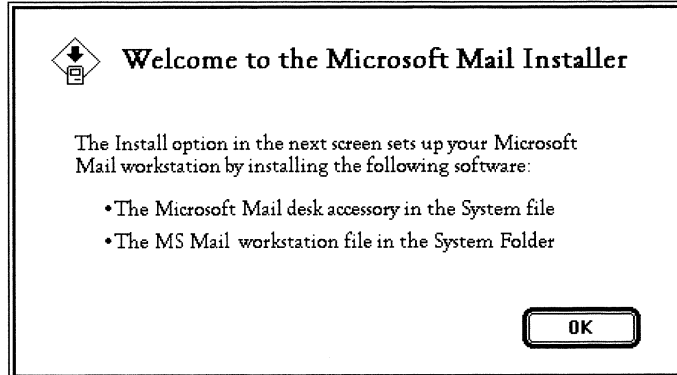 Welcome to the Microsoft Mail Installer
The Install option in the next screen sets up your Microsoft
Mail workstation by installing the following software:
•The Microsoft Mail desk accessory in the System file
•The MS Mail workstation file in the System Folder
OK